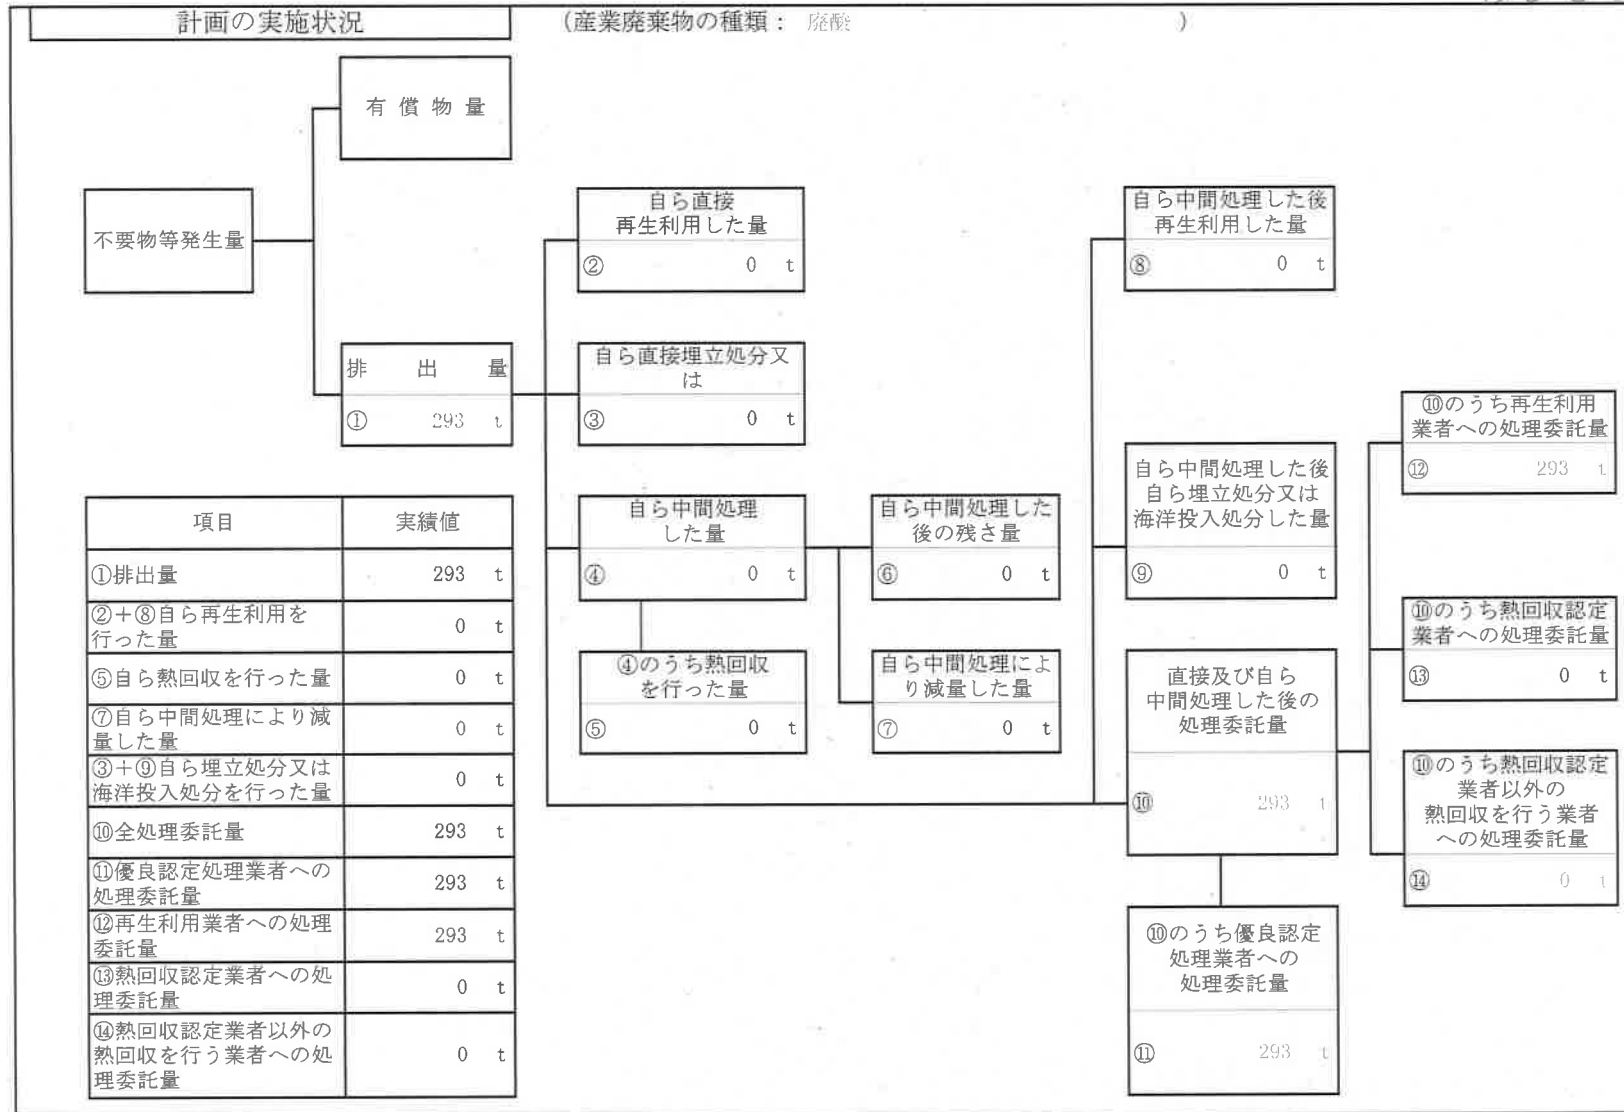 計画の実施状況
(産業廃棄物の種類： 廃酸 )
有 償 物 量
不要物等発生量
自ら直接
再生利用した量
② 0 t
自ら中間処理した後
再生利用した量
⑧ 0 t
排 出 量
① 293 t
自ら直接埋立処分又
は
③ 0 t
⑩のうち再生利用
業者への処理委託量
⑫ 293 t
自ら中間処理
した量
④ 0 t
自ら中間処理した
後の残さ量
⑥ 0 t
自ら中間処理した後
自ら埋立処分又は
海洋投入処分した量
⑨ 0 t
⑩のうち熱回収認定
業者への処理委託量
⑬ 0 t
④のうち熱回収
を行った量
⑤ 0 t
自ら中間処理によ
り減量した量
⑦ 0 t
直接及び自ら
中間処理した後の
処理委託量
⑩ 293 t
⑩のうち熱回収認定
業者以外の
熱回収を行う業者
への処理委託量
⑭ 0 t
⑩のうち優良認定
処理業者への
処理委託量
⑪ 293 t
項目 実績値
①排出量 293 t
②＋⑧自ら再生利用を
行った量 0 t
⑤自ら熱回収を行った量 0 t
⑦自ら中間処理により減
量した量 0 t
③＋⑨自ら埋立処分又は
海洋投入処分を行った量 0 t
⑩全処理委託量 293 t
⑪優良認定処理業者への
処理委託量 293 t
⑫再生利用業者への処理
委託量 293 t
⑬熱回収認定業者への処
理委託量 0 t
⑭熱回収認定業者以外の
熱回収を行う業者への処
理委託量 0 t